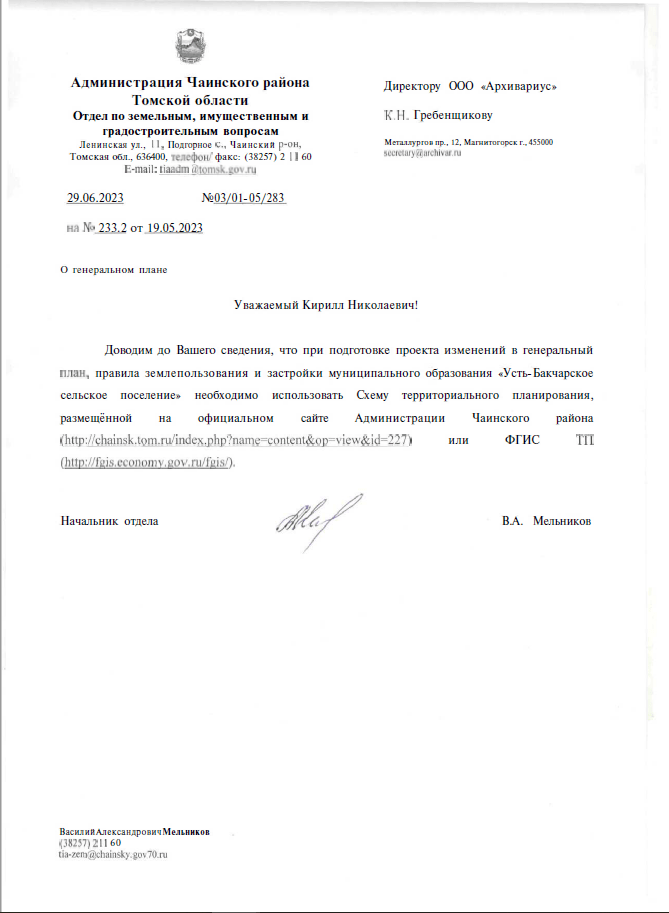 Администрация Чаинского района
Томской области
Отдел по земельным, имущественным и
градостроительным вопросам
Ленинская ул., 11, Подгорное с., Чаинский р-он,
Томская обл., 636400, телефон/ факс: (38257) 2 11 60
E-mail: tiaadm@tomsk.gov.ru
29.06.2023 №03/01-05/283
на № 233.2 от 19.05.2023
Директору ООО «Архивариус»
К.Н. Гребенщикову
Металлургов пр., 12, Магнитогорск г., 455000
secretary@archivar.ru
О генеральном плане
Уважаемый Кирилл Николаевич!
Доводим до Вашего сведения, что при подготовке проекта изменений в генеральный
план, правила землепользования и застройки муниципального образования «Усть-Бакчарское
сельское поселение» необходимо использовать Схему территориального планирования,
размещённой на официальном сайте Администрации Чаинского района
(http://chainsk.tom.ru/index.php?name=content&op=view&id=227) или ФГИС ТП
(http://fgis.economy.gov.ru/fgis/).
Начальник отдела В.А. Мельников
Василий Александрович Мельников
(38257) 211 60
tia-zem@chainsky.gov70.ru